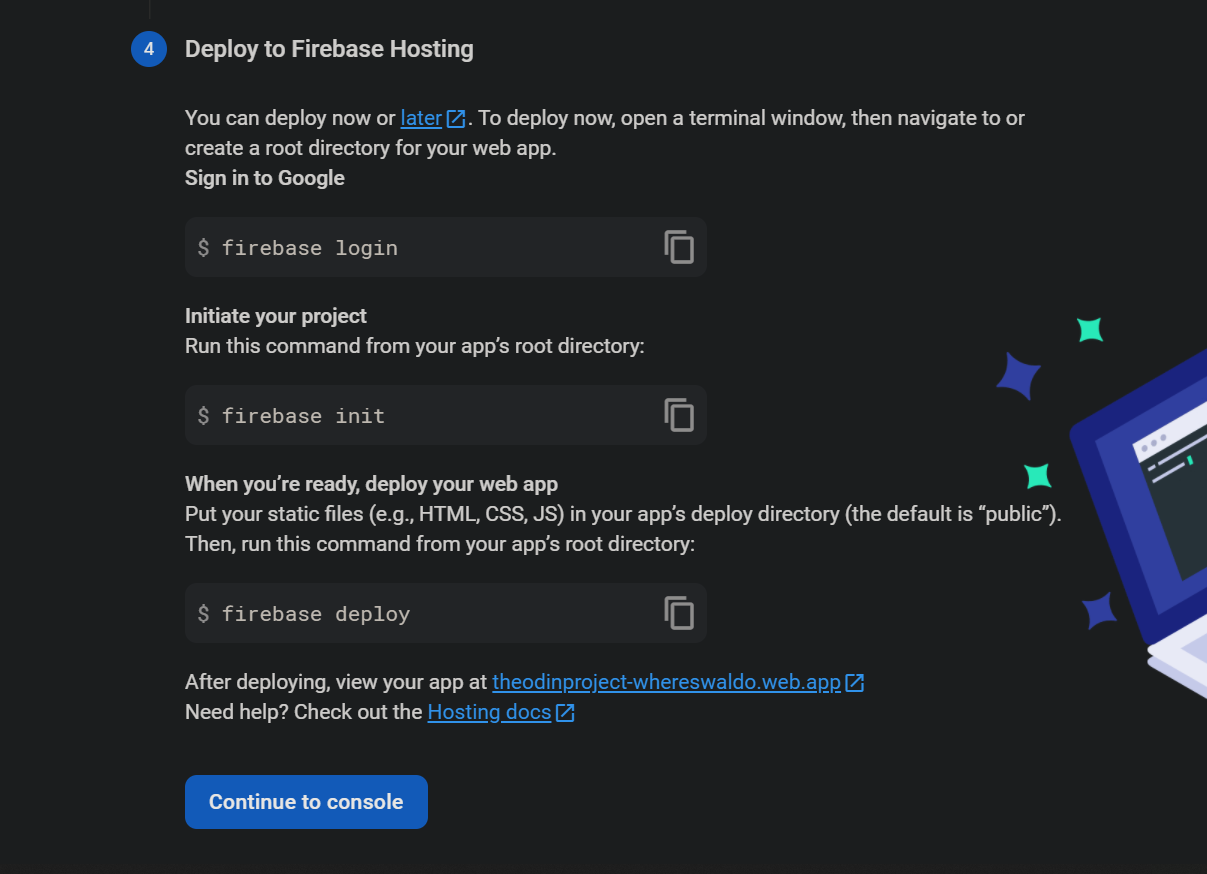 4 Deploy to Firebase Hosting
You can deploy now or later. To deploy now, open a terminal window, then navigate to or
create a root directory for your web app.
Sign in to Google
$ firebase login
Initiate your project
Run this command from your app’s root directory:
$ firebase init
When you’re ready, deploy your web app
Put your static files (e.g., HTML, CSS, JS) in your app’s deploy directory (the default is “public”).
Then, run this command from your app’s root directory:
$ firebase deploy
After deploying, view your app at theodinproject-whereswaldo.web.app
Need help? Check out the Hosting docs
Continue to console